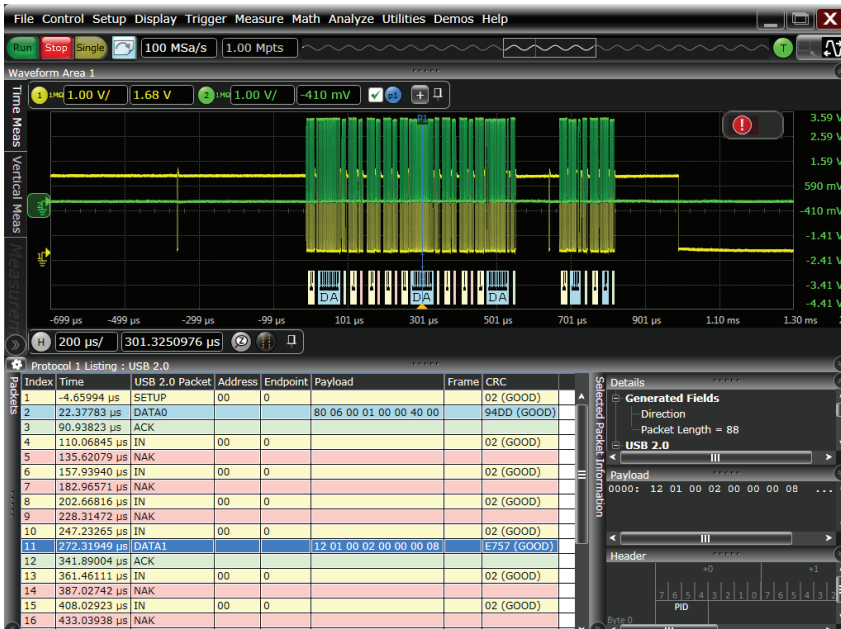 File Control Setup Display Trigger Measure Math Analyze Utilities Demos Help
Run Stop Single 100 MSa/s 1.00 Mpts T
Waveform Area 1
1 1MΩ 1.00 V/ 1.68 V 2 1MΩ 1.00 V/ -410 mV p1 +
Time Meas
Vertical Meas
Measurem
P1
3.59 V
2.59 V
1.59 V
590 mV
-410 mV
-1.41 V
-2.41 V
-3.41 V
-4.41 V
DA DA DA
-699 µs -499 µs -299 µs -99 µs 101 µs 301 µs 501 µs 701 µs 901 µs 1.10 ms 1.30 ms
H 200 µs/ 301.3250976 µs
Protocol 1 Listing : USB 2.0
Packets
Index Time USB 2.0 Packet Address Endpoint Payload Frame CRC
1 -4.65994 µs SETUP 00 0 02 (GOOD)
2 22.37783 µs DATA0 80 06 00 01 00 00 40 00 94DD (GOOD)
3 90.93823 µs ACK
4 110.06845 µs IN 00 0 02 (GOOD)
5 135.62079 µs NAK
6 157.93940 µs IN 00 0 02 (GOOD)
7 182.96571 µs NAK
8 202.66816 µs IN 00 0 02 (GOOD)
9 228.31472 µs NAK
10 247.23265 µs IN 00 0 02 (GOOD)
11 272.31949 µs DATA1 12 01 00 02 00 00 00 08 E757 (GOOD)
12 341.89004 µs ACK
13 361.46111 µs IN 00 0 02 (GOOD)
14 387.02742 µs NAK
15 408.02923 µs IN 00 0 02 (GOOD)
16 433.03938 µs NAK
Selected Packet Information
Details
Generated Fields
Direction
Packet Length = 88
USB 2.0
Payload
0000: 12 01 00 02 00 00 00 08 ...
Header
+0 +1
7 6 5 4 3 2 1 0 7 6 5 4 3 2
PID
Byte 0